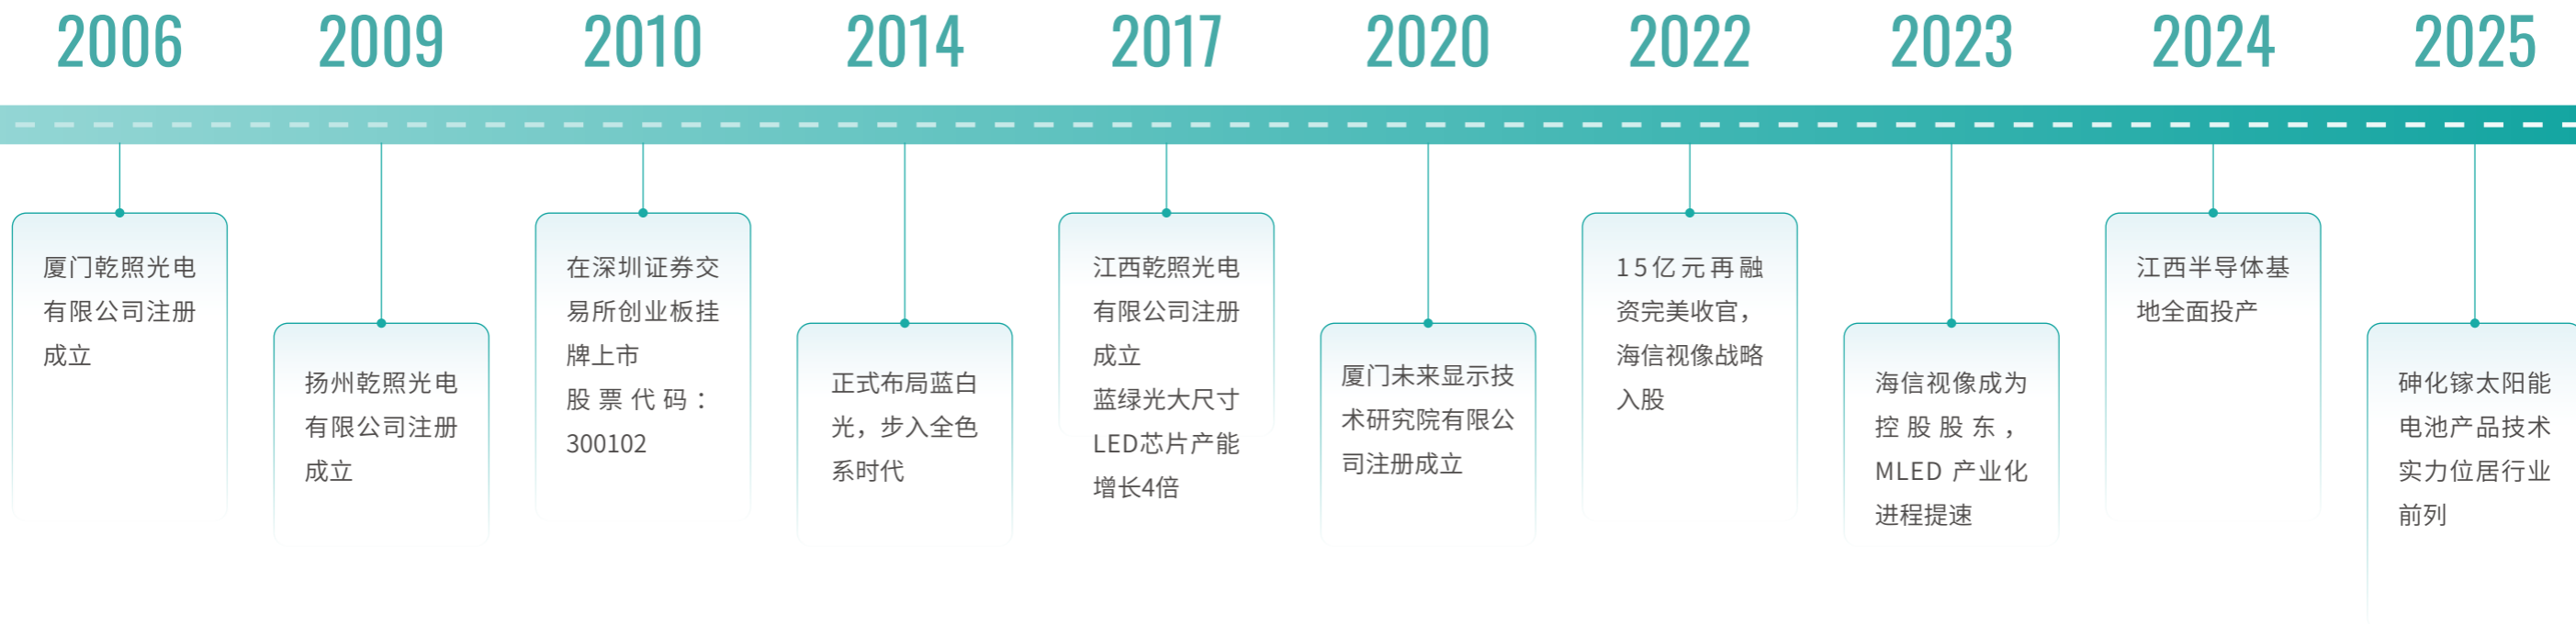 2006
2009
2010
2014
2017
2020
2022
2023
2024
2025
厦门乾照光电
有限公司注册
成立
扬州乾照光电
有限公司注册
成立
在深圳证券交
易所创业板挂
牌上市
股票代码：
300102
正式布局蓝白
光，步入全色
系时代
江西乾照光电
有限公司注册
成立
蓝绿光大尺寸
LED芯片产能
增长4倍
厦门未来显示技
术研究院有限公
司注册成立
15亿元再融
资完美收官，
海信视像战略
入股
海信视像成为
控股股东，
MLED 产业化
进程提速
江西半导体基
地全面投产
砷化镓太阳能
电池产品技术
实力位居行业
前列